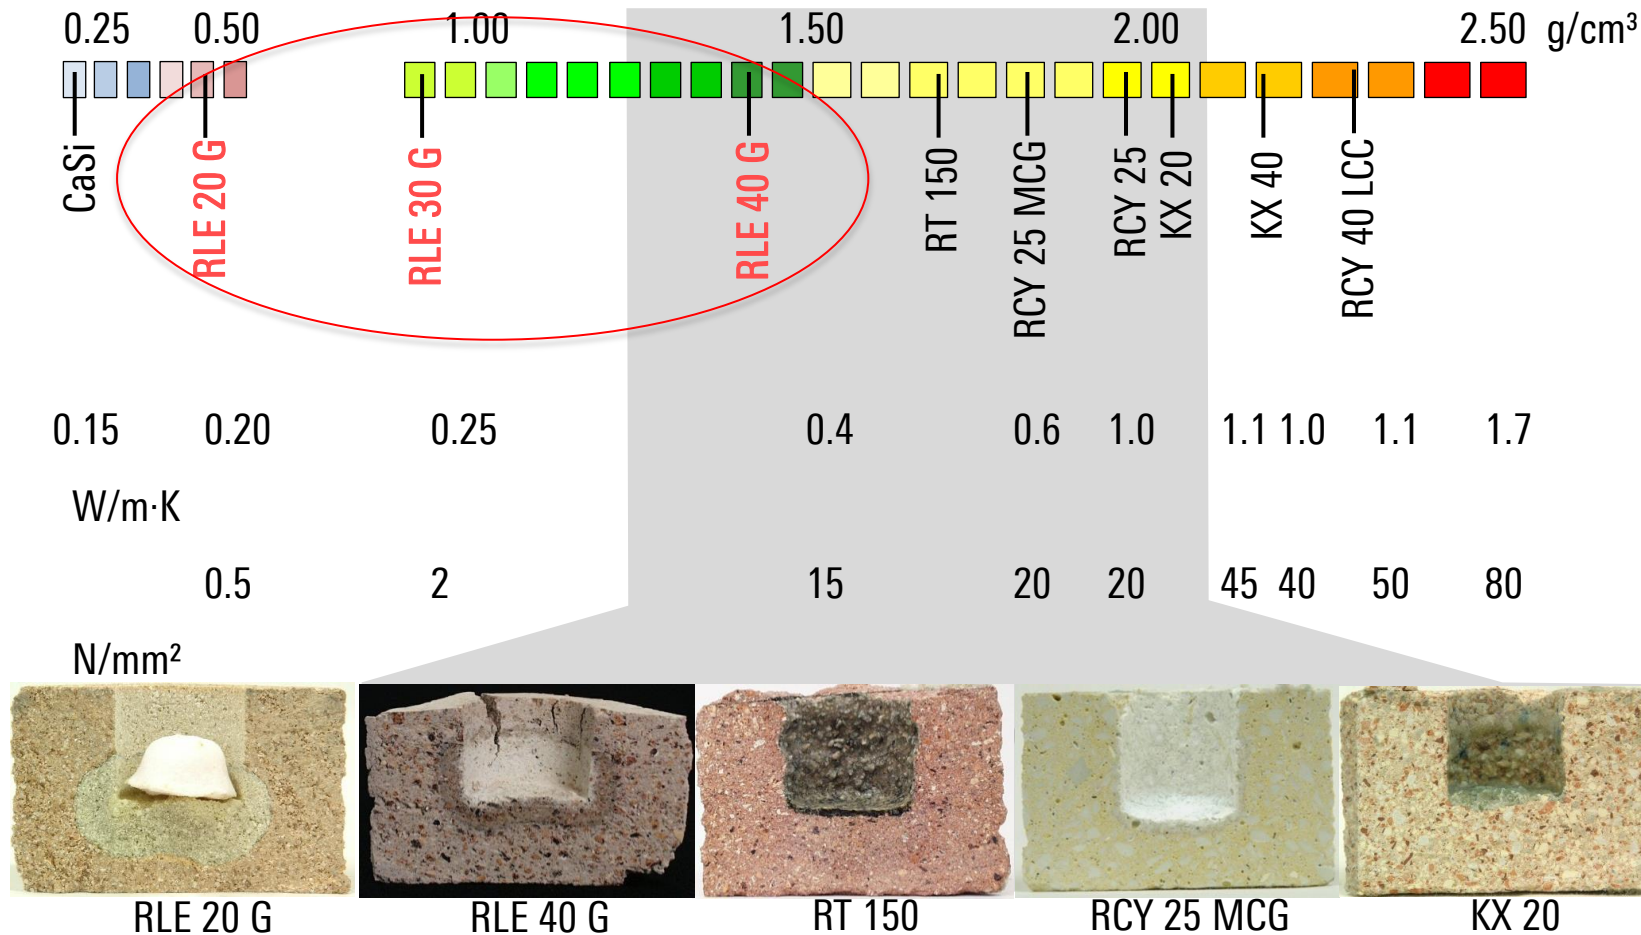 0.25 0.50 1.00 1.50 2.00 2.50 g/cm³
CaSi
RLE 20 G
RLE 30 G
RLE 40 G
RT 150
RCY 25 MCG
RCY 25
KX 20
KX 40
RCY 40 LCC
0.15 0.20 0.25 0.4 0.6 1.0 1.1 1.0 1.1 1.7
W/m·K
0.5 2 15 20 20 45 40 50 80
N/mm²
RLE 20 G RLE 40 G RT 150 RCY 25 MCG KX 20